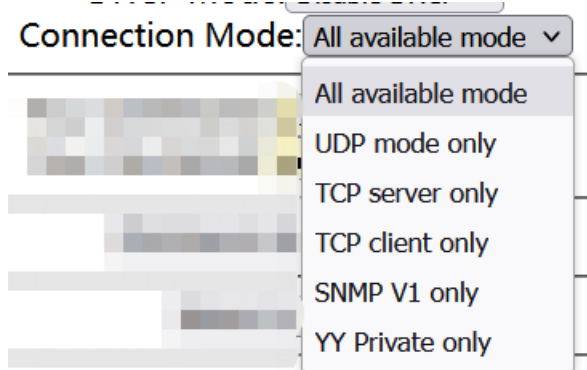 Connection Mode: All available mode
All available mode
UDP mode only
TCP server only
TCP client only
SNMP V1 only
YY Private only